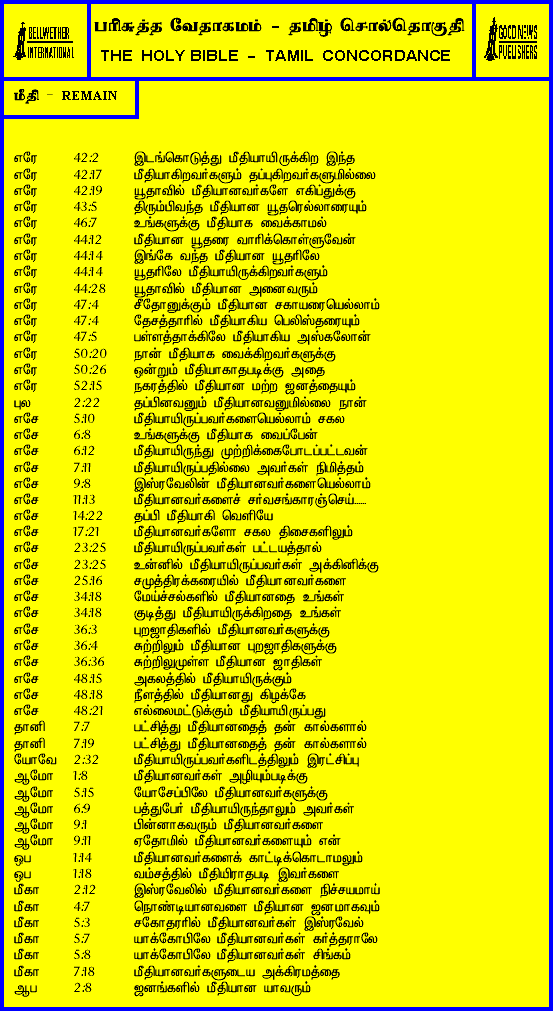 BELLWETHER
INTERNATIONAL
பரிசுத்த வேதாகமம் - தமிழ் சொல்தொகுதி
THE HOLY BIBLE - TAMIL CONCORDANCE
GOOD NEWS
PUBLISHERS
மீதி - REMAIN
எரே 42:2 இடங்கொடுத்து மீதியாயிருக்கிற இந்த
எரே 42:17 மீதியாகிறவர்களும் தப்புகிறவர்களுமில்லை
எரே 42:19 யூதாவில் மீதியானவர்களே எகிப்துக்கு
எரே 43:5 திரும்பிவந்த மீதியான யூதரெல்லாரையும்
எரே 46:7 உங்களுக்கு மீதியாக வைக்காமல்
எரே 44:12 மீதியான யூதரை வாரிக்கொள்ளுவேன்
எரே 44:14 இங்கே வந்த மீதியான யூதரிலே
எரே 44:14 யூதரிலே மீதியாயிருக்கிறவர்களும்
எரே 44:28 யூதாவில் மீதியான அனைவரும்
எரே 47:4 சீதோனுக்கும் மீதியான சகாயரையெல்லாம்
எரே 47:4 தேசத்தாரில் மீதியாகிய பெலிஸ்தரையும்
எரே 47:5 பள்ளத்தாக்கிலே மீதியாகிய அஸ்கலோன்
எரே 50:20 நான் மீதியாக வைக்கிறவர்களுக்கு
எரே 50:26 ஒன்றும் மீதியாகாதபடிக்கு அதை
எரே 52:15 நகரத்தில் மீதியான மற்ற ஜனத்தையும்
புல 2:22 தப்பினவனும் மீதியானவனுமில்லை நான்
எசே 5:10 மீதியாயிருப்பவர்களையெல்லாம் சகல
எசே 6:8 உங்களுக்கு மீதியாக வைப்பேன்
எசே 6:12 மீதியாயிருந்து முற்றிக்கைபோடப்பட்டவன்
எசே 7:11 மீதியாயிருப்பதில்லை அவர்கள் நிமித்தம்
எசே 9:8 இஸ்ரவேலின் மீதியானவர்களையெல்லாம்
எசே 11:13 மீதியானவர்களைச் சர்வசங்காரஞ்செய்.....
எசே 14:22 தப்பி மீதியாகி வெளியே
எசே 17:21 மீதியானவர்களோ சகல திசைகளிலும்
எசே 23:25 மீதியாயிருப்பவர்கள் பட்டயத்தால்
எசே 23:25 உன்னில் மீதியாயிருப்பவர்கள் அக்கினிக்கு
எசே 25:16 சமுத்திரக்கரையில் மீதியானவர்களை
எசே 34:18 மேய்ச்சல்களில் மீதியானதை உங்கள்
எசே 34:18 குடித்து மீதியாயிருக்கிறதை உங்கள்
எசே 36:3 புறஜாதிகளில் மீதியானவர்களுக்கு
எசே 36:4 சுற்றிலும் மீதியான புறஜாதிகளுக்கு
எசே 36:36 சுற்றிலுமுள்ள மீதியான ஜாதிகள்
எசே 48:15 அகலத்தில் மீதியாயிருக்கும்
எசே 48:18 நீளத்தில் மீதியானது கிழக்கே
எசே 48:21 எல்லைமட்டுக்கும் மீதியாயிருப்பது
தானி 7:7 பட்சித்து மீதியானதைத் தன் கால்களால்
தானி 7:19 பட்சித்து மீதியானதைத் தன் கால்களால்
யோவே 2:32 மீதியாயிருப்பவர்களிடத்திலும் இரட்சிப்பு
ஆமோ 1:8 மீதியானவர்கள் அழியும்படிக்கு
ஆமோ 5:15 யோசேப்பிலே மீதியானவர்களுக்கு
ஆமோ 6:9 பத்துபேர் மீதியாயிருந்தாலும் அவர்கள்
ஆமோ 9:1 பின்னாகவரும் மீதியானவர்களை
ஆமோ 9:11 ஏதோமில் மீதியானவர்களையும் என்
ஒப 1:14 மீதியானவர்களைக் காட்டிக்கொடாமலும்
ஒப 1:18 வம்சத்தில் மீதியிராதபடி இவர்களை
மீகா 2:12 இஸ்ரவேலில் மீதியானவர்களை நிச்சயமாய்
மீகா 4:7 நொண்டியானவளை மீதியான ஜனமாகவும்
மீகா 5:3 சகோதரரில் மீதியானவர்கள் இஸ்ரவேல்
மீகா 5:7 யாக்கோபிலே மீதியானவர்கள் கர்த்தராலே
மீகா 5:8 யாக்கோபிலே மீதியானவர்கள் சிங்கம்
மீகா 7:18 மீதியானவர்களுடைய அக்கிரமத்தை
ஆப 2:8 ஜனங்களில் மீதியான யாவரும்